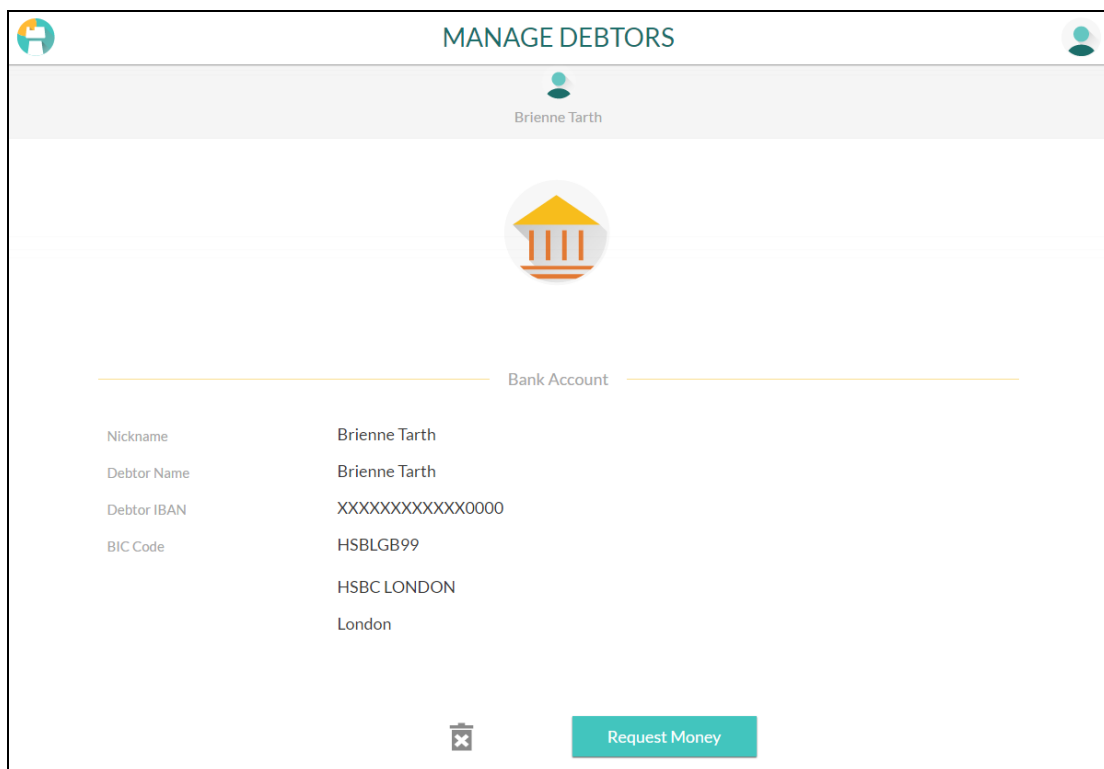 MANAGE DEBTORS
Brienne Tarth
Bank Account
Nickname Brienne Tarth
Debtor Name Brienne Tarth
Debtor IBAN XXXXXXXXXXXX0000
BIC Code HSBLGB99
HSBC LONDON
London
Request Money